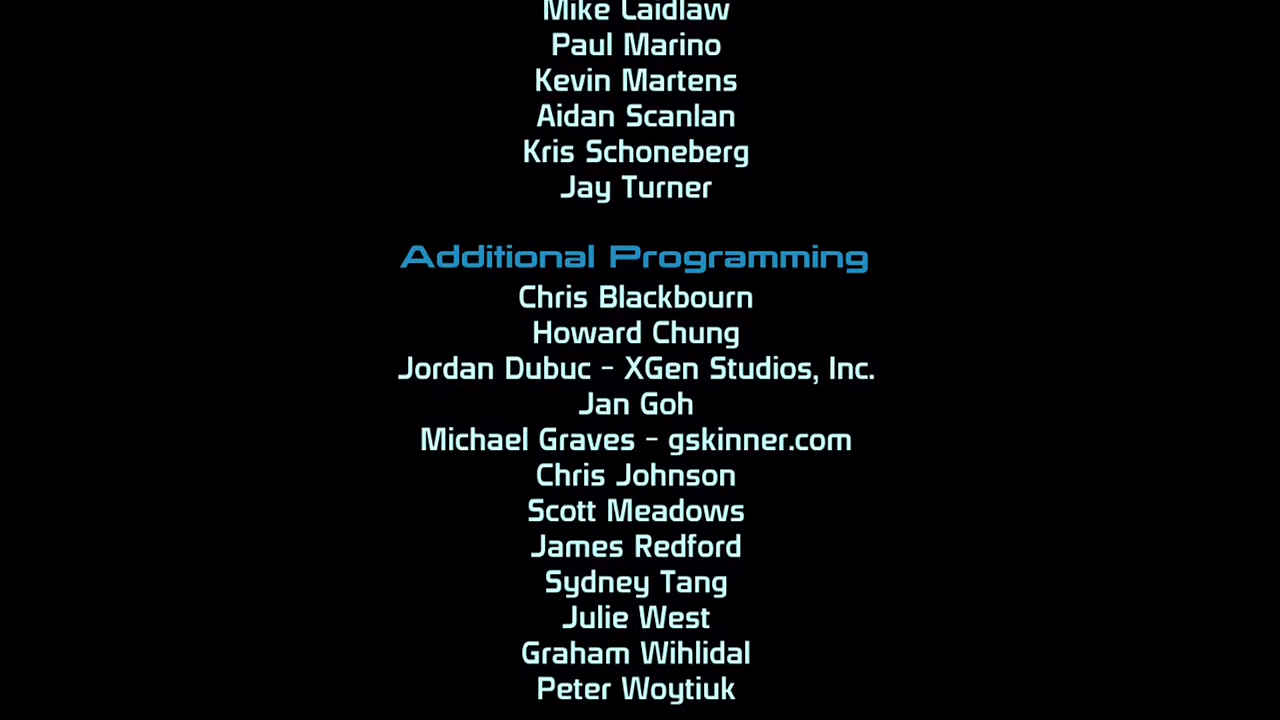 Mike Laidlaw
Paul Marino
Kevin Martens
Aidan Scanlan
Kris Schoneberg
Jay Turner
Additional Programming
Chris Blackbourn
Howard Chung
Jordan Dubuc - XGen Studios, Inc.
Jan Goh
Michael Graves - gskinner.com
Chris Johnson
Scott Meadows
James Redford
Sydney Tang
Julie West
Graham Wihlidal
Peter Woytiuk